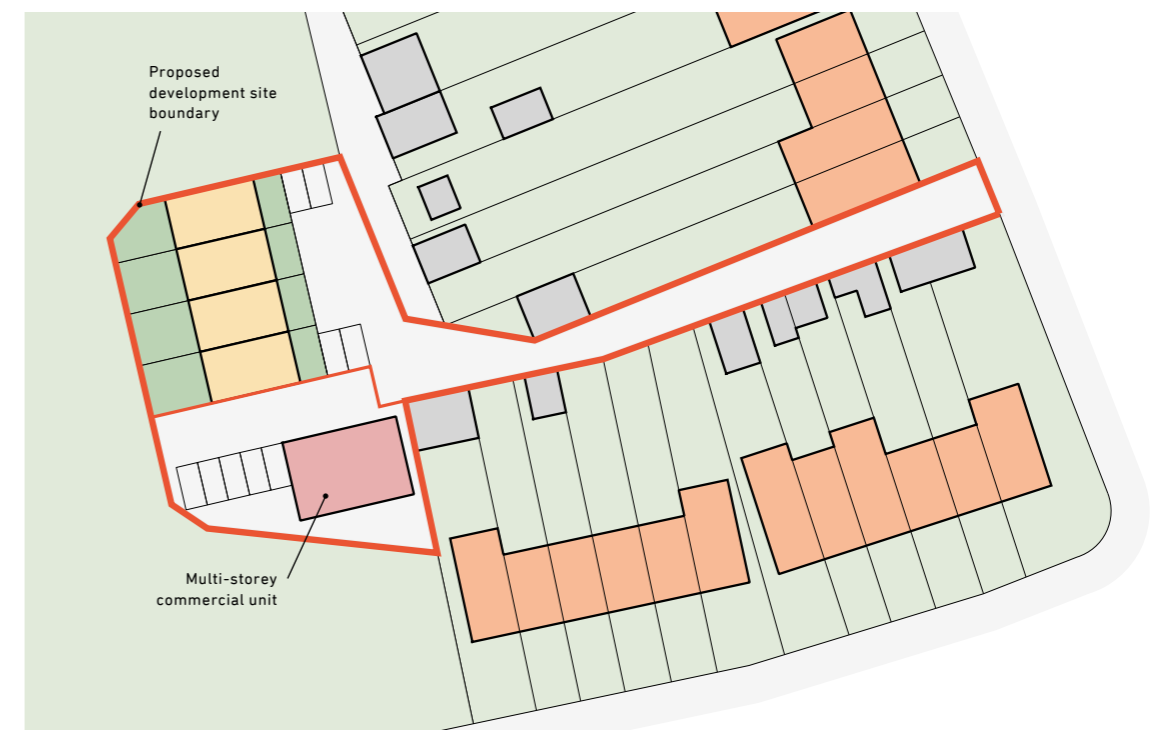 Proposed
development site
boundary
Multi-storey
commercial unit